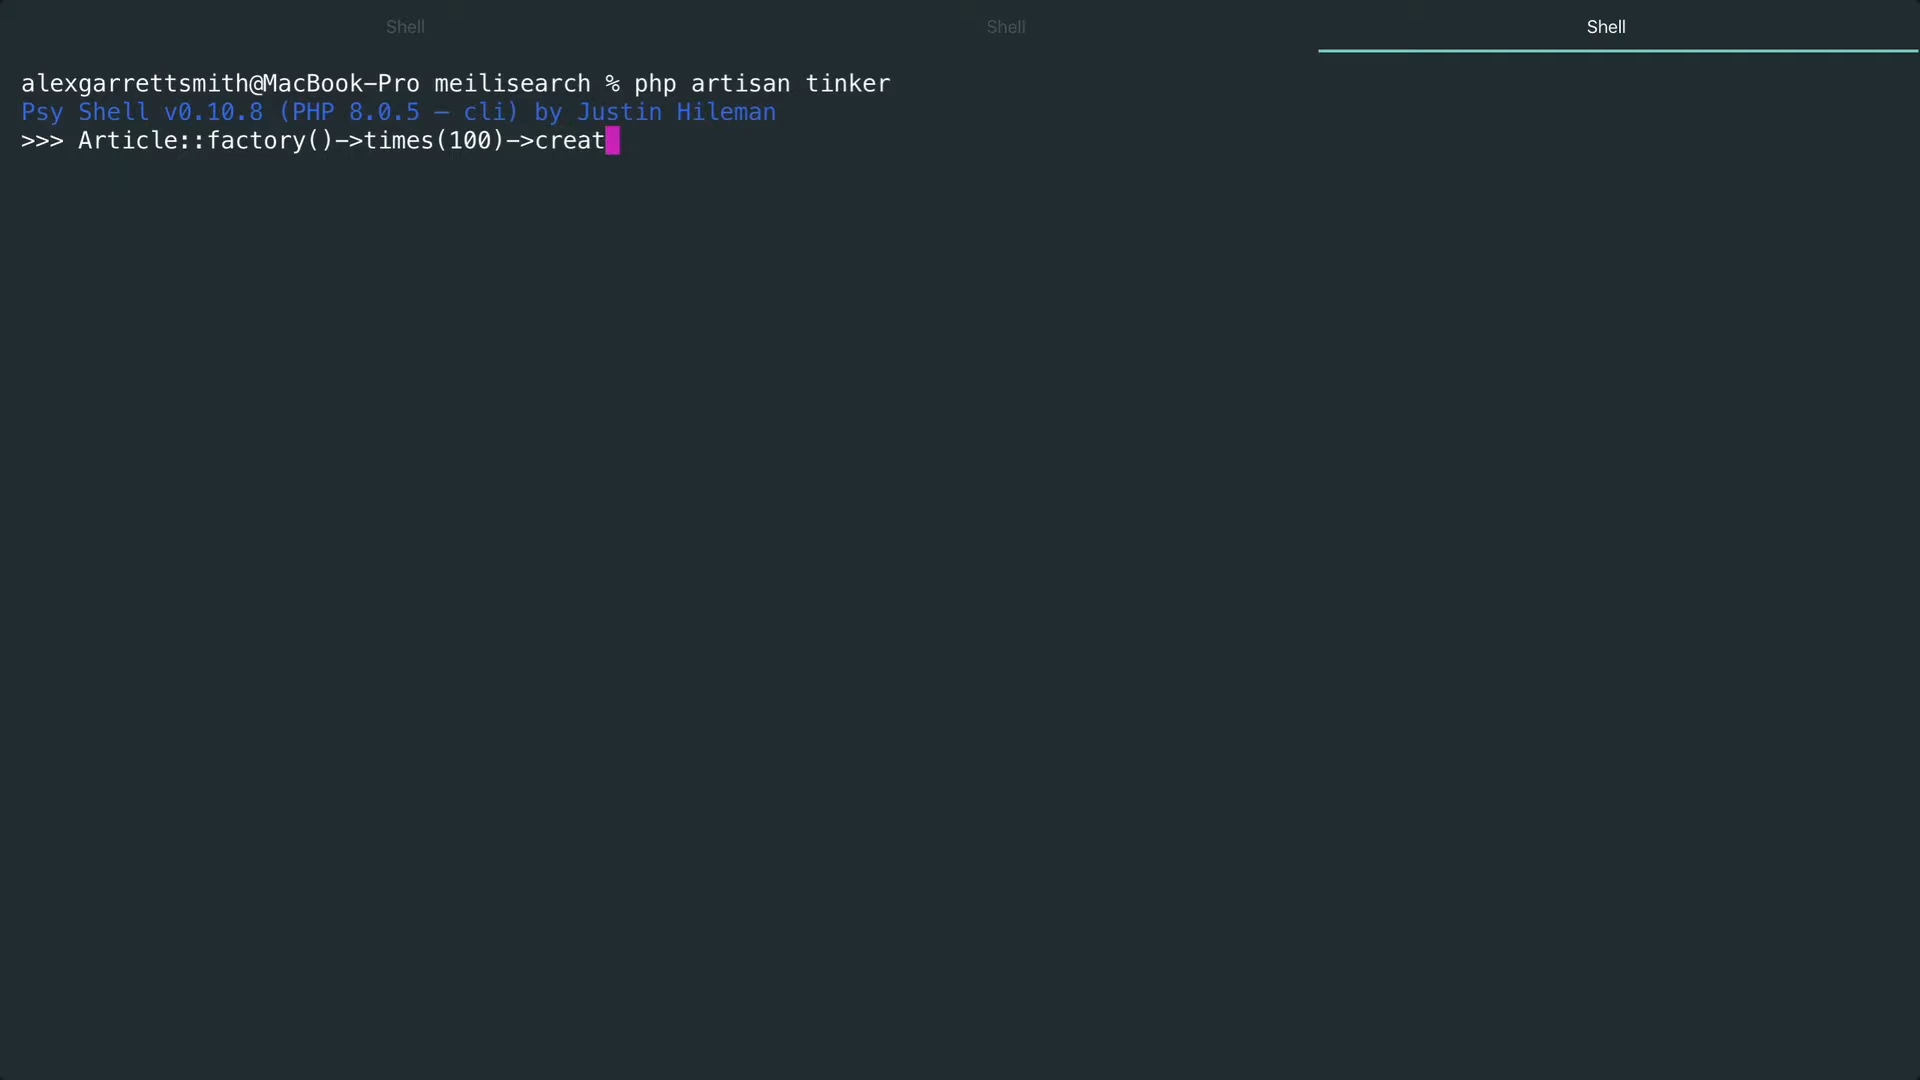 Shell Shell Shell
alexgarrettsmith@MacBook-Pro meilisearch % php artisan tinker
Psy Shell v0.10.8 (PHP 8.0.5 — cli) by Justin Hileman
>>> Article::factory()->times(100)->creat